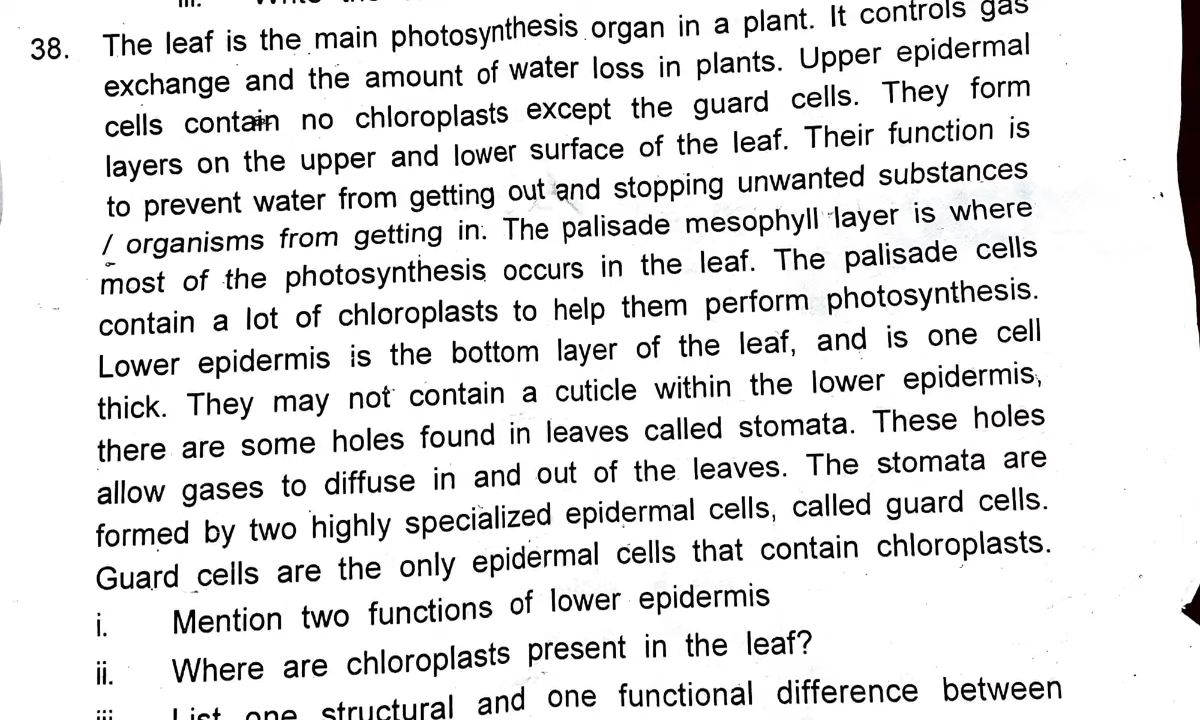 38. The leaf is the main photosynthesis organ in a plant. It controls gas
exchange and the amount of water loss in plants. Upper epidermal
cells contain no chloroplasts except the guard cells. They form
layers on the upper and lower surface of the leaf. Their function is
to prevent water from getting out and stopping unwanted substances
/ organisms from getting in. The palisade mesophyll layer is where
most of the photosynthesis occurs in the leaf. The palisade cells
contain a lot of chloroplasts to help them perform photosynthesis.
Lower epidermis is the bottom layer of the leaf, and is one cell
thick. They may not contain a cuticle within the lower epidermis,
there are some holes found in leaves called stomata. These holes
allow gases to diffuse in and out of the leaves. The stomata are
formed by two highly specialized epidermal cells, called guard cells.
Guard cells are the only epidermal cells that contain chloroplasts.
i. Mention two functions of lower epidermis
ii. Where are chloroplasts present in the leaf?
iii. List one structural and one functional difference between